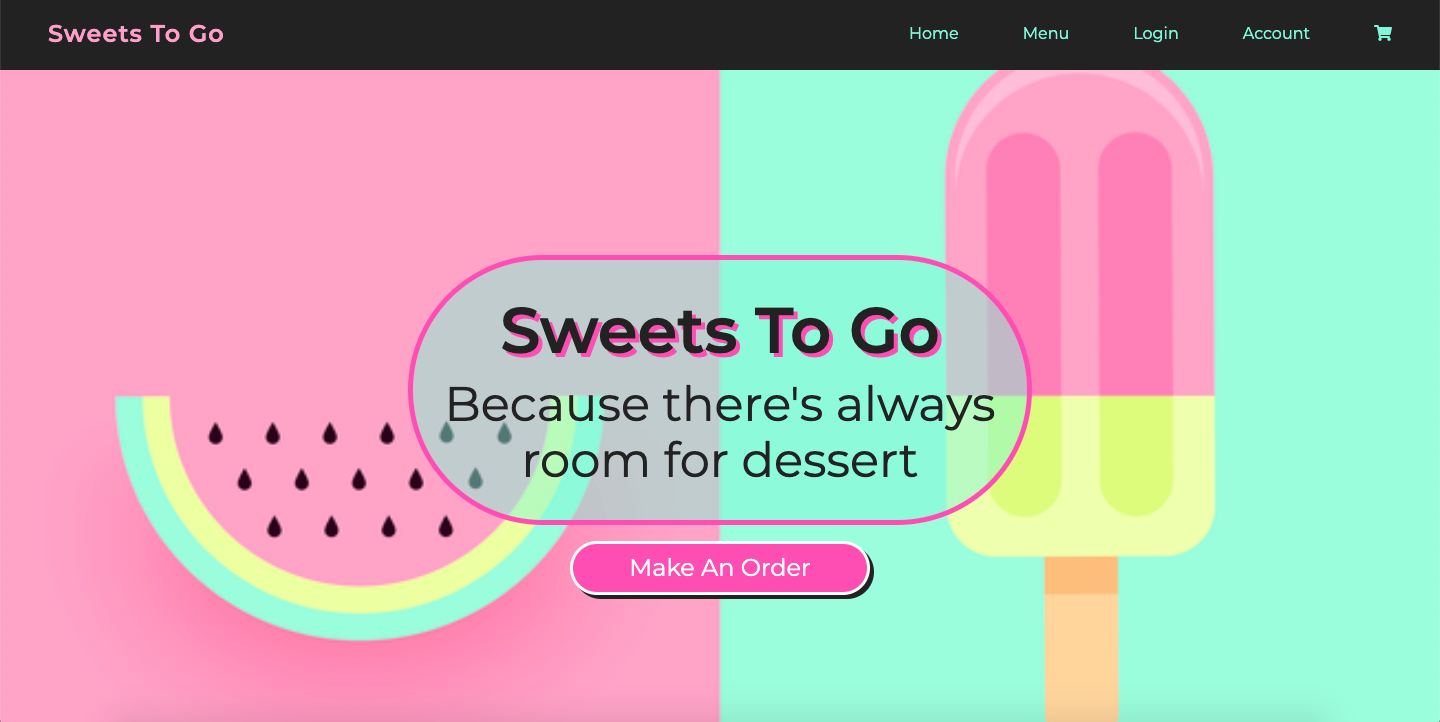 Sweets To Go
Home Menu Login Account
Sweets To Go
Because there's always
room for dessert
Make An Order